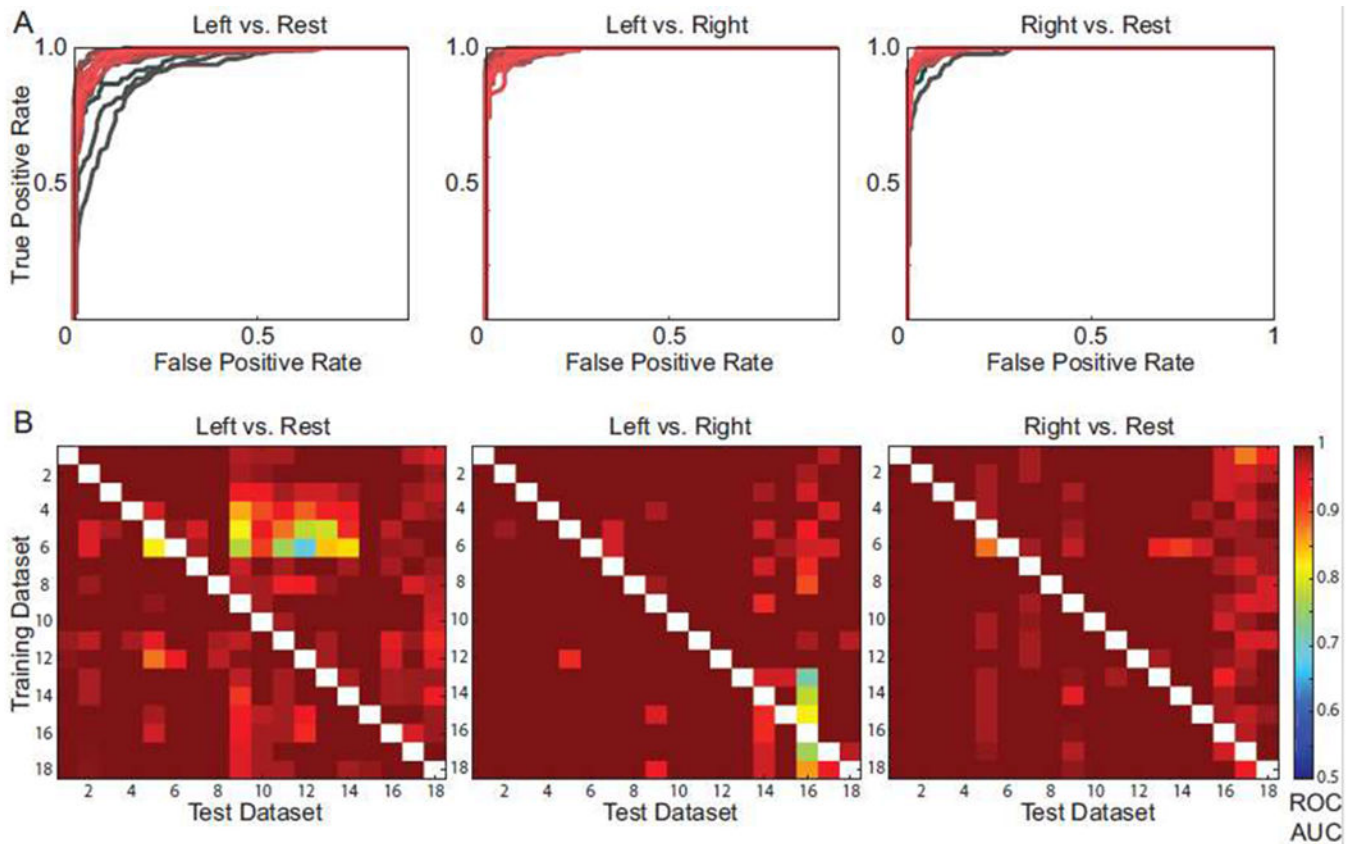 A
Left vs. Rest
Left vs. Right
Right vs. Rest
True Positive Rate
1.0
0.5
0
0.5
False Positive Rate
1.0
0.5
0
0.5
False Positive Rate
1.0
0.5
0
0.5
1
False Positive Rate
B
Left vs. Rest
Left vs. Right
Right vs. Rest
Training Dataset
2
4
6
8
10
12
14
16
18
2 4 6 8 10 12 14 16 18
Test Dataset
2
4
6
8
10
12
14
16
18
2 4 6 8 10 12 14 16 18
Test Dataset
2
4
6
8
10
12
14
16
18
2 4 6 8 10 12 14 16 18
Test Dataset
1
0.9
0.8
0.7
0.6
0.5
ROC
AUC